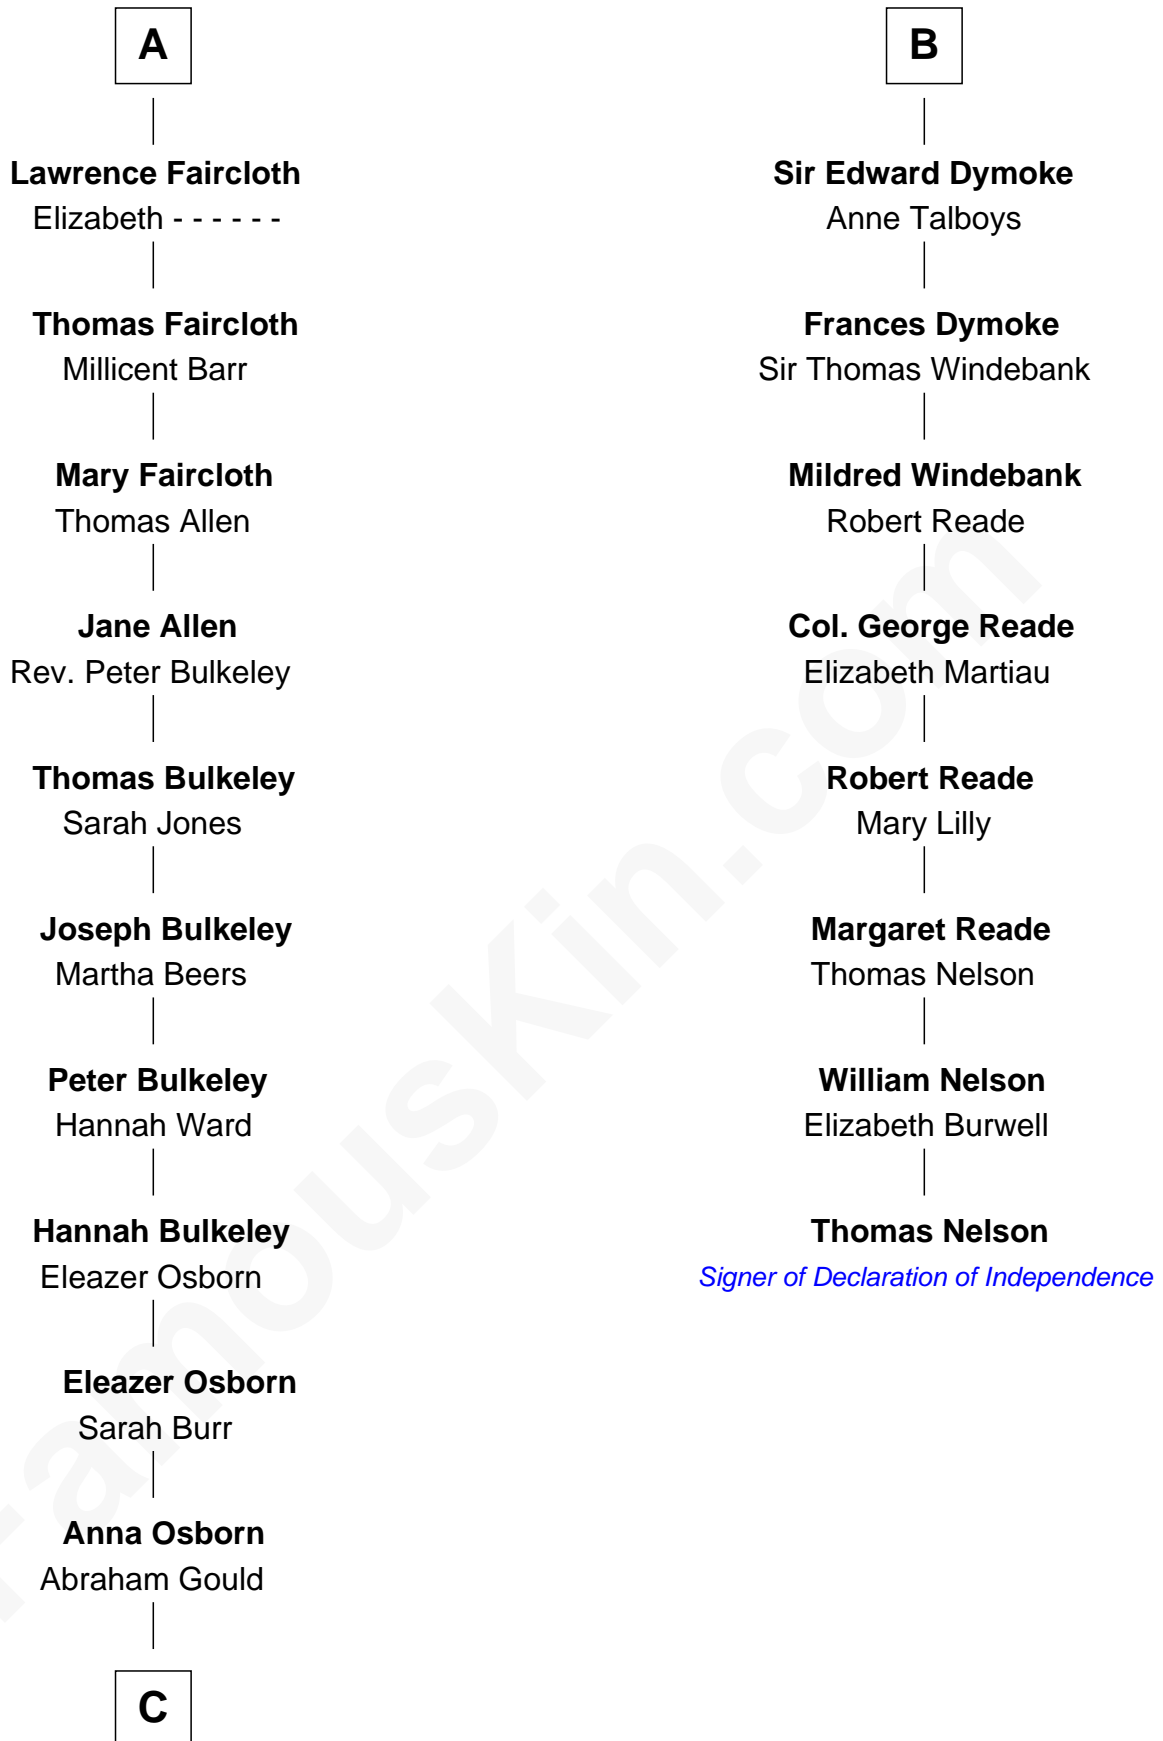 A
Lawrence Faircloth
Elizabeth - - - - - -
Thomas Faircloth
Millicent Barr
Mary Faircloth
Thomas Allen
Jane Allen
Rev. Peter Bulkeley
Thomas Bulkeley
Sarah Jones
Joseph Bulkeley
Martha Beers
Peter Bulkeley
Hannah Ward
Hannah Bulkeley
Eleazer Osborn
Eleazer Osborn
Sarah Burr
Anna Osborn
Abraham Gould
C
B
Sir Edward Dymoke
Anne Talboys
Frances Dymoke
Sir Thomas Windebank
Mildred Windebank
Robert Reade
Col. George Reade
Elizabeth Martiau
Robert Reade
Mary Lilly
Margaret Reade
Thomas Nelson
William Nelson
Elizabeth Burwell
Thomas Nelson
Signer of Declaration of Independence
FamousKin.com